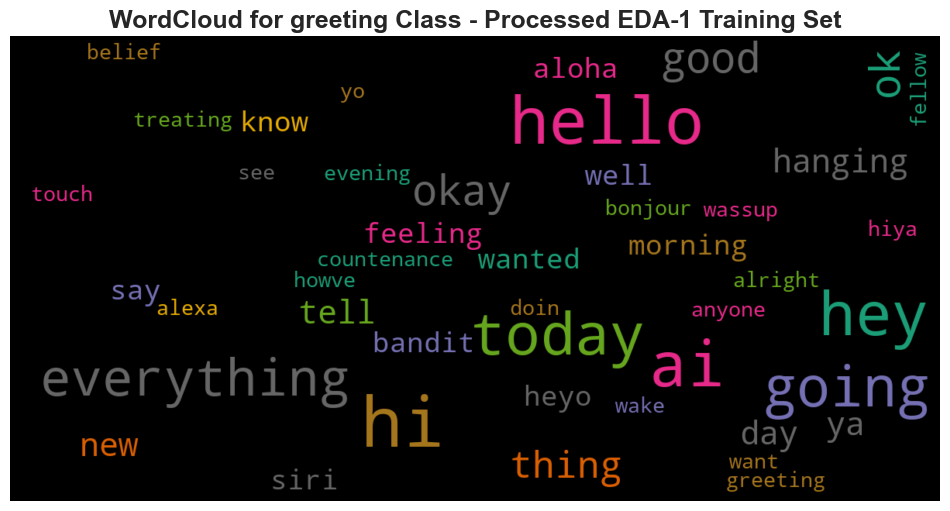 WordCloud for greeting Class - Processed EDA-1 Training Set
belief
aloha
good
ok
fellow
yo
hello
treating
know
hanging
see
evening
okay
well
touch
bonjour
wassup
hiya
feeling
morning
countenance
wanted
howve
alright
say
alexa
tell
doin
anyone
hey
bandit
today
ai
everything
going
hi
heyo
wake
new
day
ya
thing
want
siri
greeting